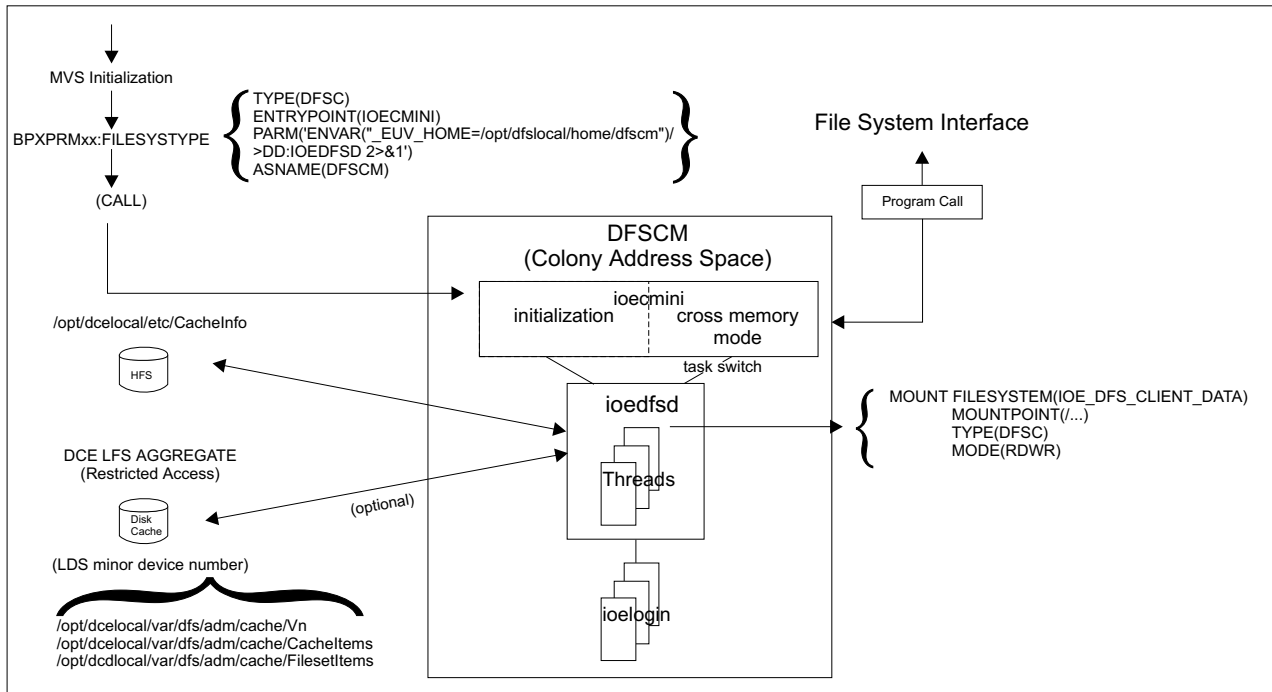 MVS Initialization
BPXPRMxx:FILESYSTYPE
TYPE(DFSC)
ENTRYPOINT(IOECMINI)
PARM('ENVAR("_EUV_HOME=/opt/dfslocal/home/dfscm")/
>DD:IOEDFSD 2>&1')
ASNAME(DFSCM)
(CALL)
File System Interface
Program Call
DFSCM
(Colony Address Space)
ioecmini
initialization
cross memory
mode
task switch
/opt/dcelocal/etc/CacheInfo
HFS
ioedfsd
Threads
MOUNT FILESYSTEM(IOE_DFS_CLIENT_DATA)
MOUNTPOINT(/...)
TYPE(DFSC)
MODE(RDWR)
DCE LFS AGGREGATE
(Restricted Access)
Disk
Cache
(optional)
(LDS minor device number)
/opt/dcelocal/var/dfs/adm/cache/Vn
/opt/dcelocal/var/dfs/adm/cache/CacheItems
/opt/dcdlocal/var/dfs/adm/cache/FilesetItems
ioelogin